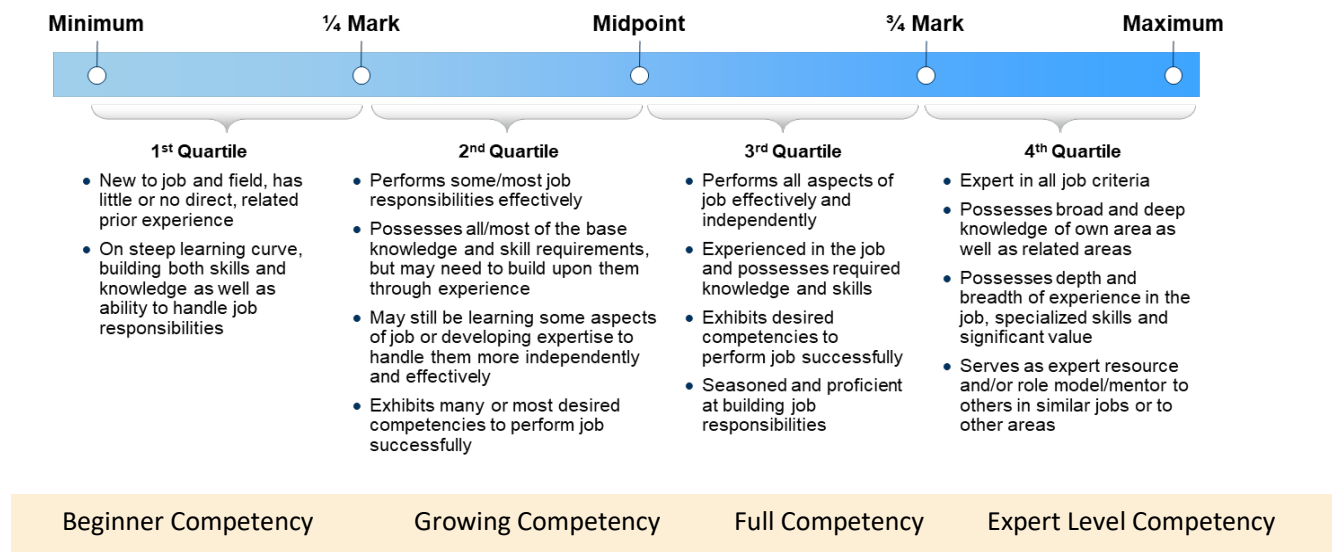 Minimum
¼ Mark
Midpoint
¾ Mark
Maximum
1st Quartile
• New to job and field, has
little or no direct, related
prior experience
• On steep learning curve,
building both skills and
knowledge as well as
ability to handle job
responsibilities
2nd Quartile
• Performs some/most job
responsibilities effectively
• Possesses all/most of the base
knowledge and skill requirements,
but may need to build upon them
through experience
• May still be learning some aspects
of job or developing expertise to
handle them more independently
and effectively
• Exhibits many or most desired
competencies to perform job
successfully
3rd Quartile
• Performs all aspects of
job effectively and
independently
• Experienced in the job
and possesses required
knowledge and skills
• Exhibits desired
competencies to
perform job successfully
• Seasoned and proficient
at building job
responsibilities
4th Quartile
• Expert in all job criteria
• Possesses broad and deep
knowledge of own area as
well as related areas
• Possesses depth and
breadth of experience in the
job, specialized skills and
significant value
• Serves as expert resource
and/or role model/mentor to
others in similar jobs or to
other areas
Beginner Competency
Growing Competency
Full Competency
Expert Level Competency